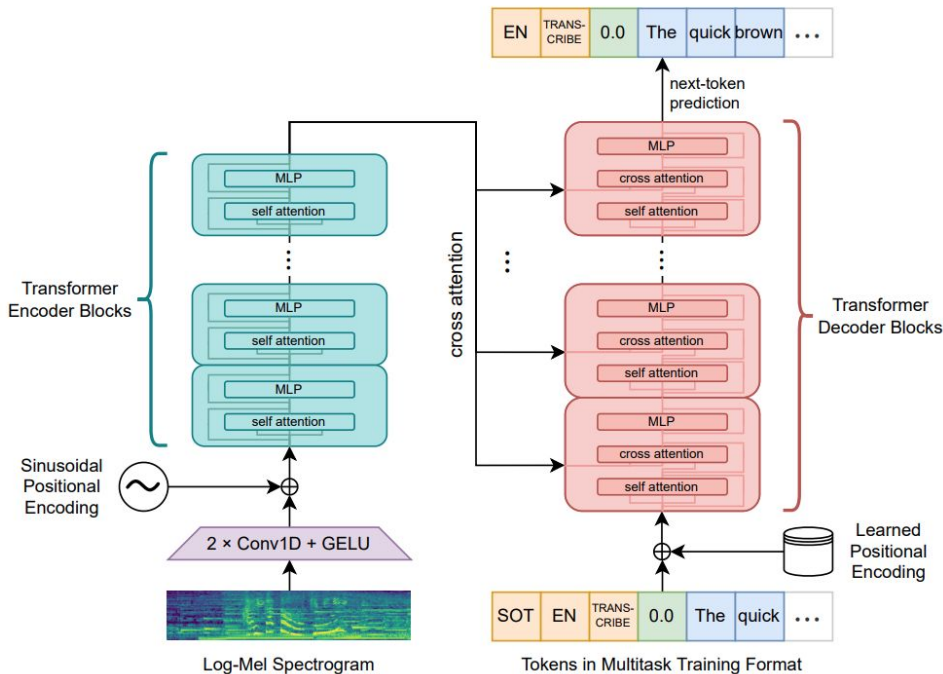 EN TRANS-CRIBE 0.0 The quick brown ...
next-token
prediction
MLP
self attention
...
MLP
self attention
MLP
self attention
Transformer
Encoder Blocks
cross attention
...
MLP
cross attention
self attention
...
MLP
cross attention
self attention
MLP
cross attention
self attention
Transformer
Decoder Blocks
Sinusoidal
Positional
Encoding
~
2 × Conv1D + GELU
Learned
Positional
Encoding
SOT EN TRANS-CRIBE 0.0 The quick ...
Log-Mel Spectrogram
Tokens in Multitask Training Format